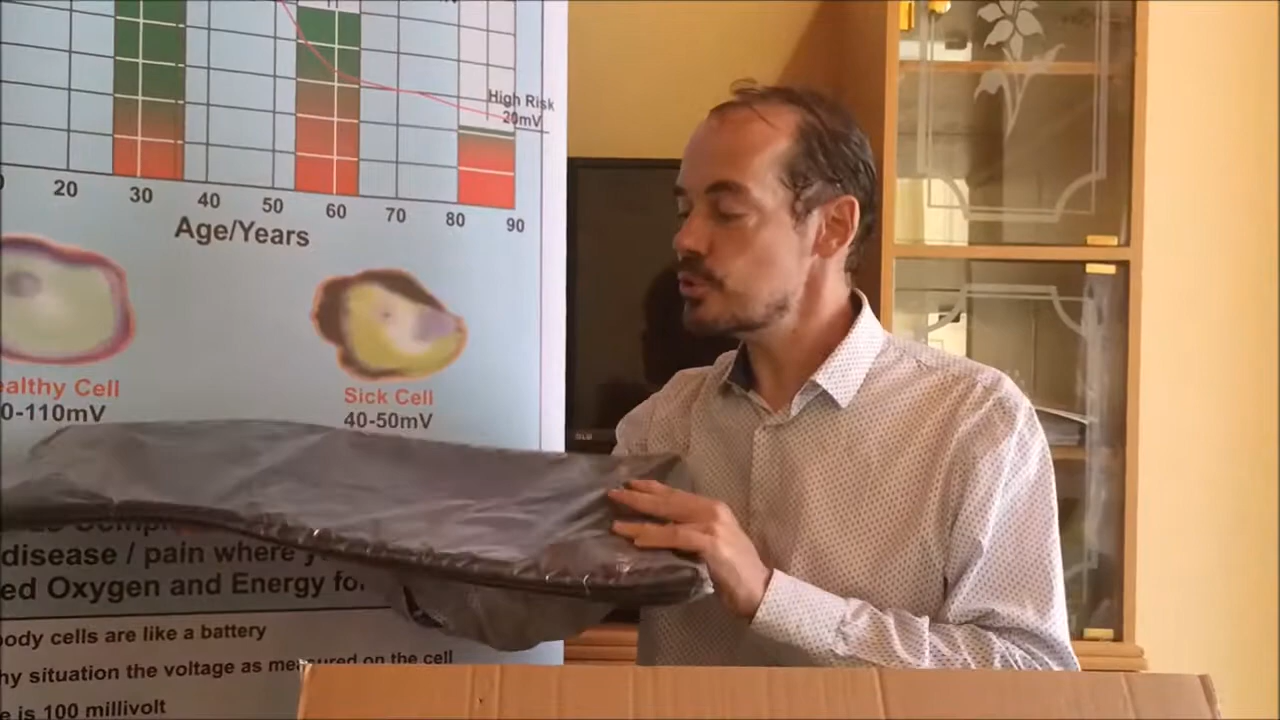 High Risk
20mV
20 30 40 50 60 70 80 90
Age/Years
ealthy Cell
0-110mV
Sick Cell
40-50mV
disease / pain where y
ed Oxygen and Energy for
body cells are like a battery
hy situation the voltage as measured on the cell
e is 100 millivolt